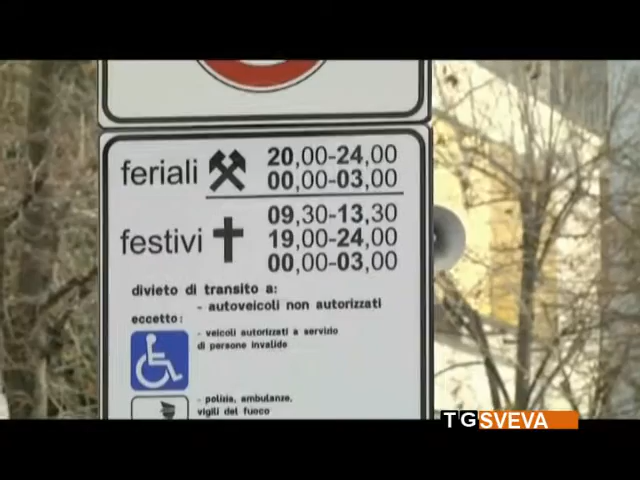 feriali 20,00-24,00
00,00-03,00
festivi 09,30-13,30
19,00-24,00
00,00-03,00
divieto di transito a:
- autoveicoli non autorizzati
eccetto:
- veicoli autorizzati a servizio
di persone invalide
- polizia, ambulanze,
vigili del fuoco
TGSVEVA